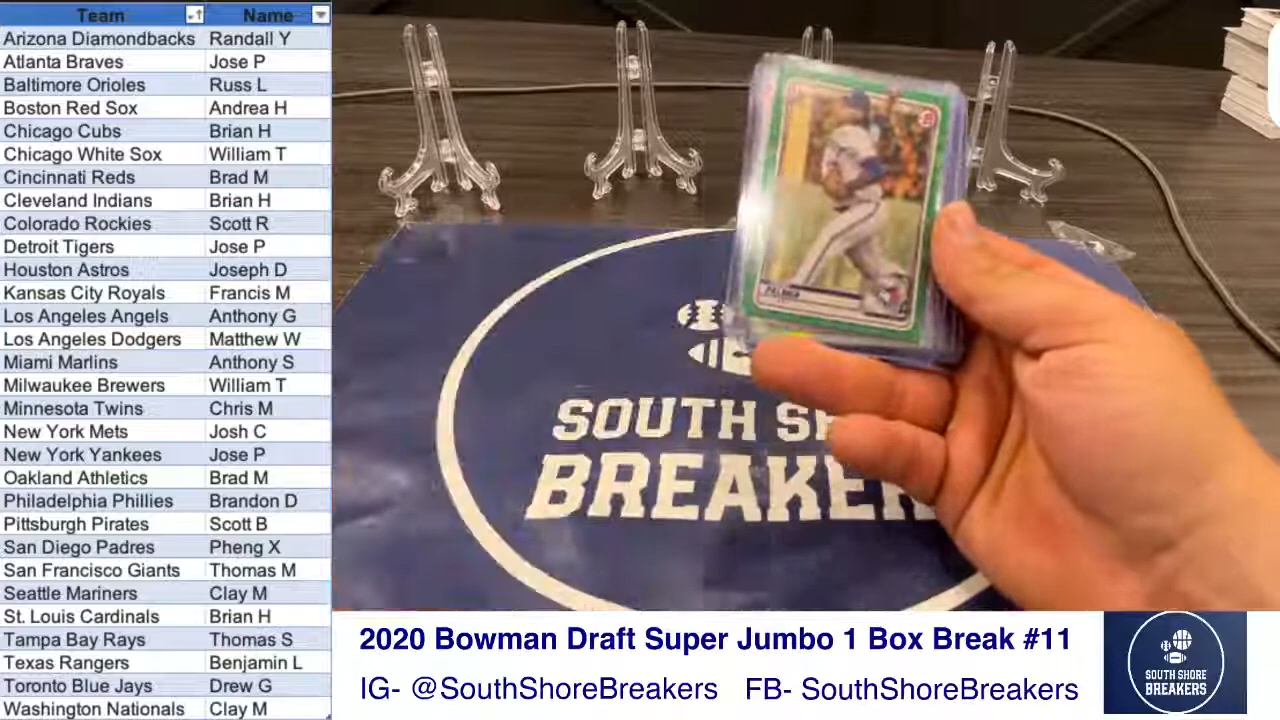 Team Name
Arizona Diamondbacks Randall Y
Atlanta Braves Jose P
Baltimore Orioles Russ L
Boston Red Sox Andrea H
Chicago Cubs Brian H
Chicago White Sox William T
Cincinnati Reds Brad M
Cleveland Indians Brian H
Colorado Rockies Scott R
Detroit Tigers Jose P
Houston Astros Joseph D
Kansas City Royals Francis M
Los Angeles Angels Anthony G
Los Angeles Dodgers Matthew W
Miami Marlins Anthony S
Milwaukee Brewers William T
Minnesota Twins Chris M
New York Mets Josh C
New York Yankees Jose P
Oakland Athletics Brad M
Philadelphia Phillies Brandon D
Pittsburgh Pirates Scott B
San Diego Padres Pheng X
San Francisco Giants Thomas M
Seattle Mariners Clay M
St. Louis Cardinals Brian H
Tampa Bay Rays Thomas S
Texas Rangers Benjamin L
Toronto Blue Jays Drew G
Washington Nationals Clay M
SOUTH SH
BREAKER
2020 Bowman Draft Super Jumbo 1 Box Break #11
IG- @SouthShoreBreakers FB- SouthShoreBreakers
SOUTH SHORE
BREAKERS